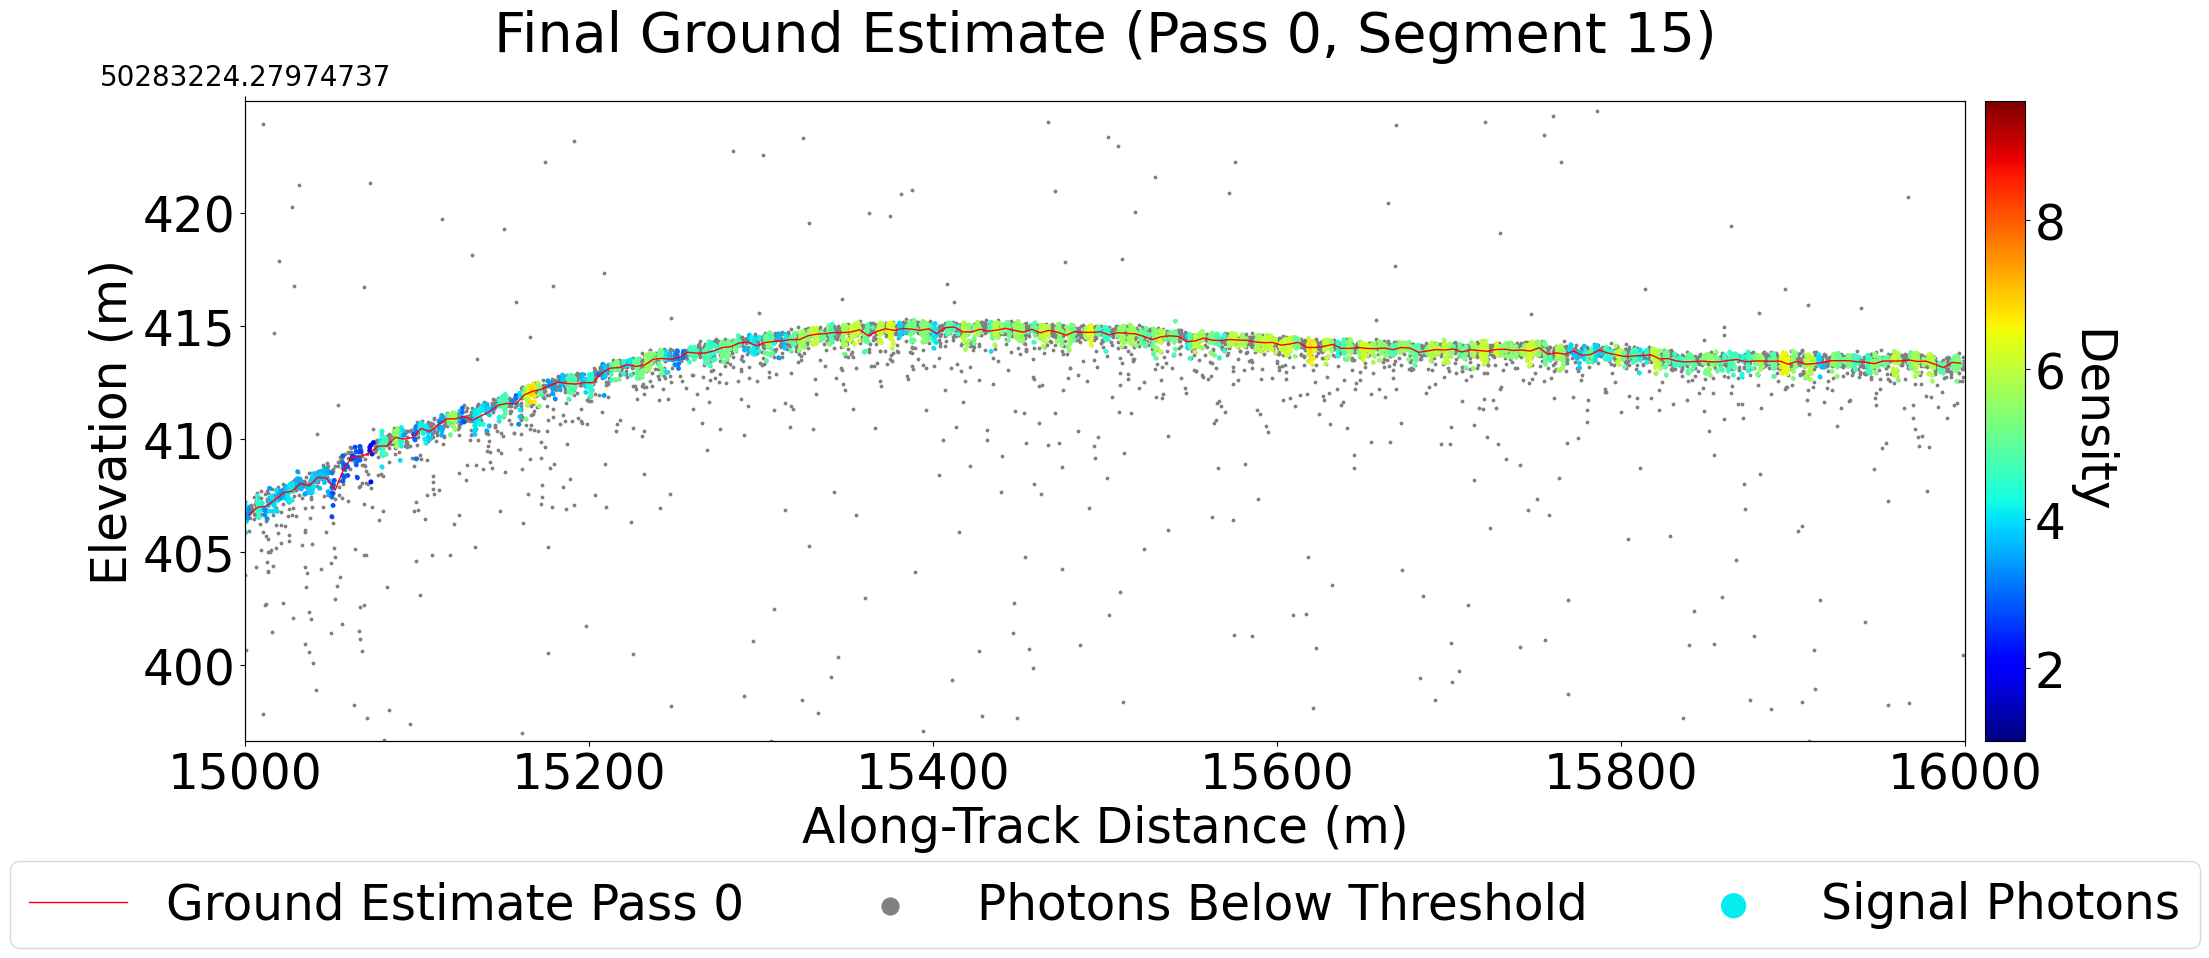 Final Ground Estimate (Pass 0, Segment 15)
50283224.27974737
420
415
410
405
400
Elevation (m)
15000 15200 15400 15600 15800 16000
Along-Track Distance (m)
8
6
4
2
Density
Ground Estimate Pass 0 Photons Below Threshold Signal Photons